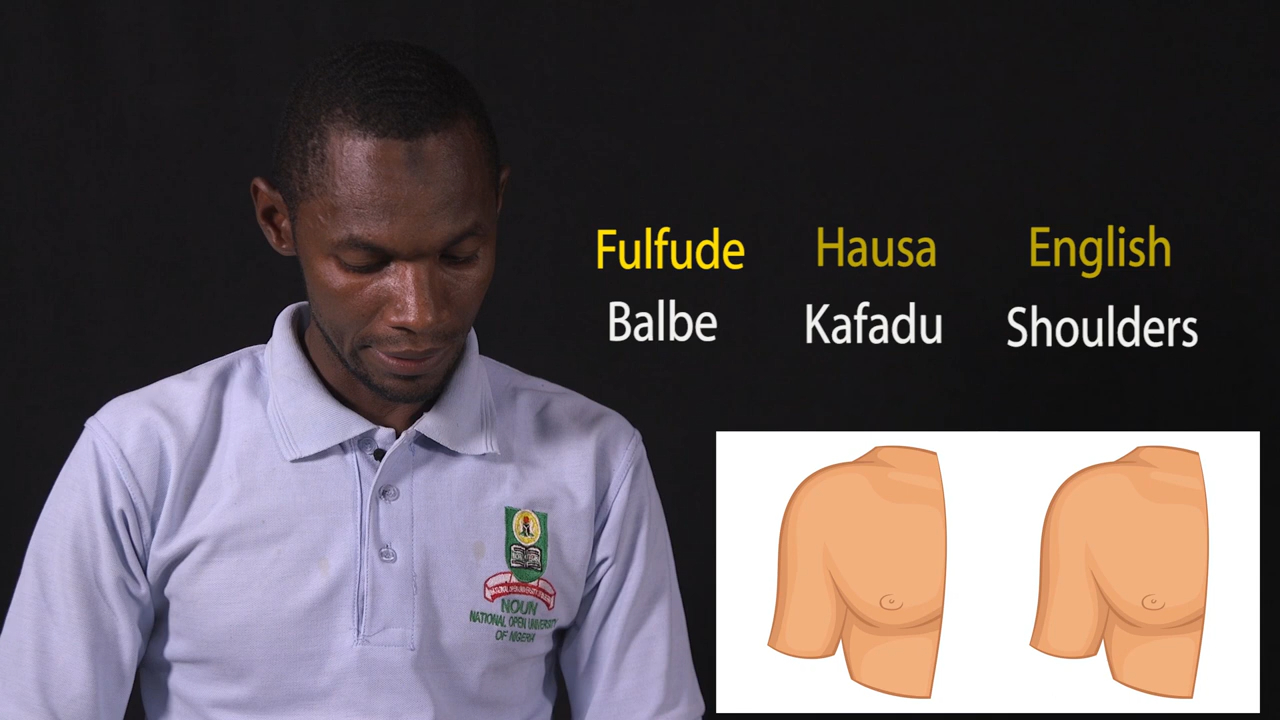 Fulfude Hausa English
Balbe Kafadu Shoulders
NOUN
NATIONAL OPEN UNIVERSITY
OF NIGERIA